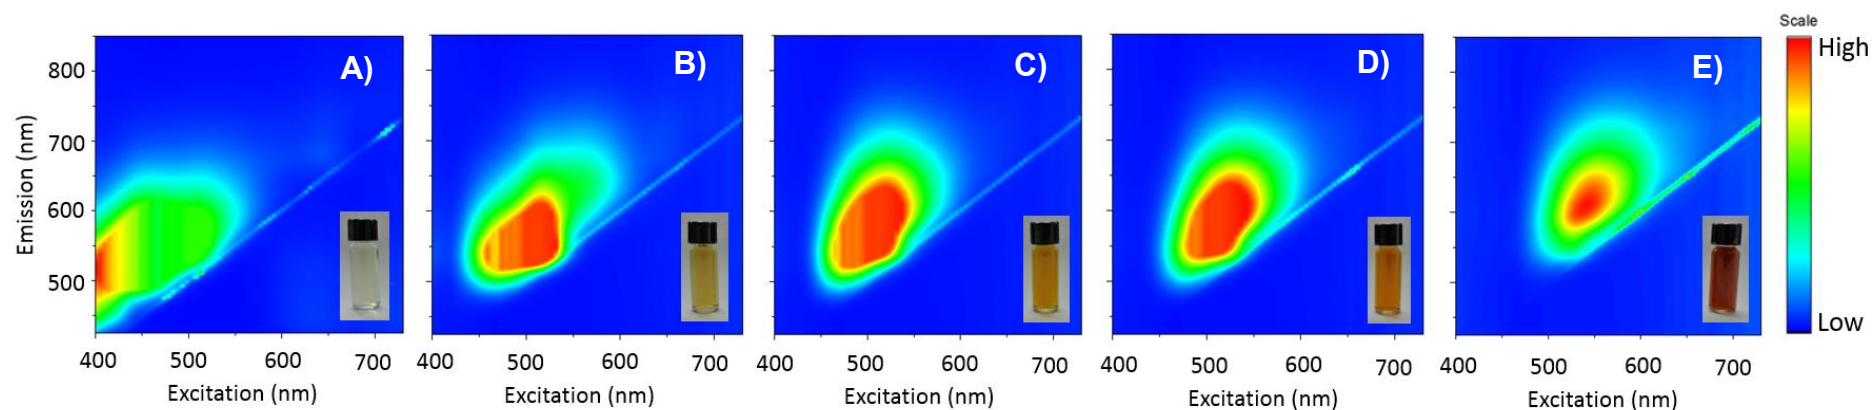 Scale
High
Low
Emission (nm)
800
700
600
500
A)
B)
C)
D)
E)
400 500 600 700
400 500 600 700
400 500 600 700
400 500 600 700
400 500 600 700
Excitation (nm)
Excitation (nm)
Excitation (nm)
Excitation (nm)
Excitation (nm)